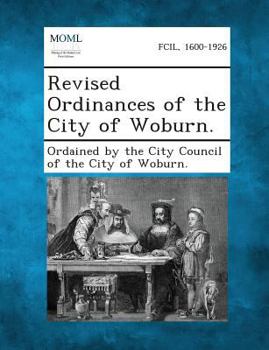 MOML
FCIL, 1600-1926
Revised
Ordinances of the
City of Woburn.
Ordained by the City Council
of the City of Woburn.